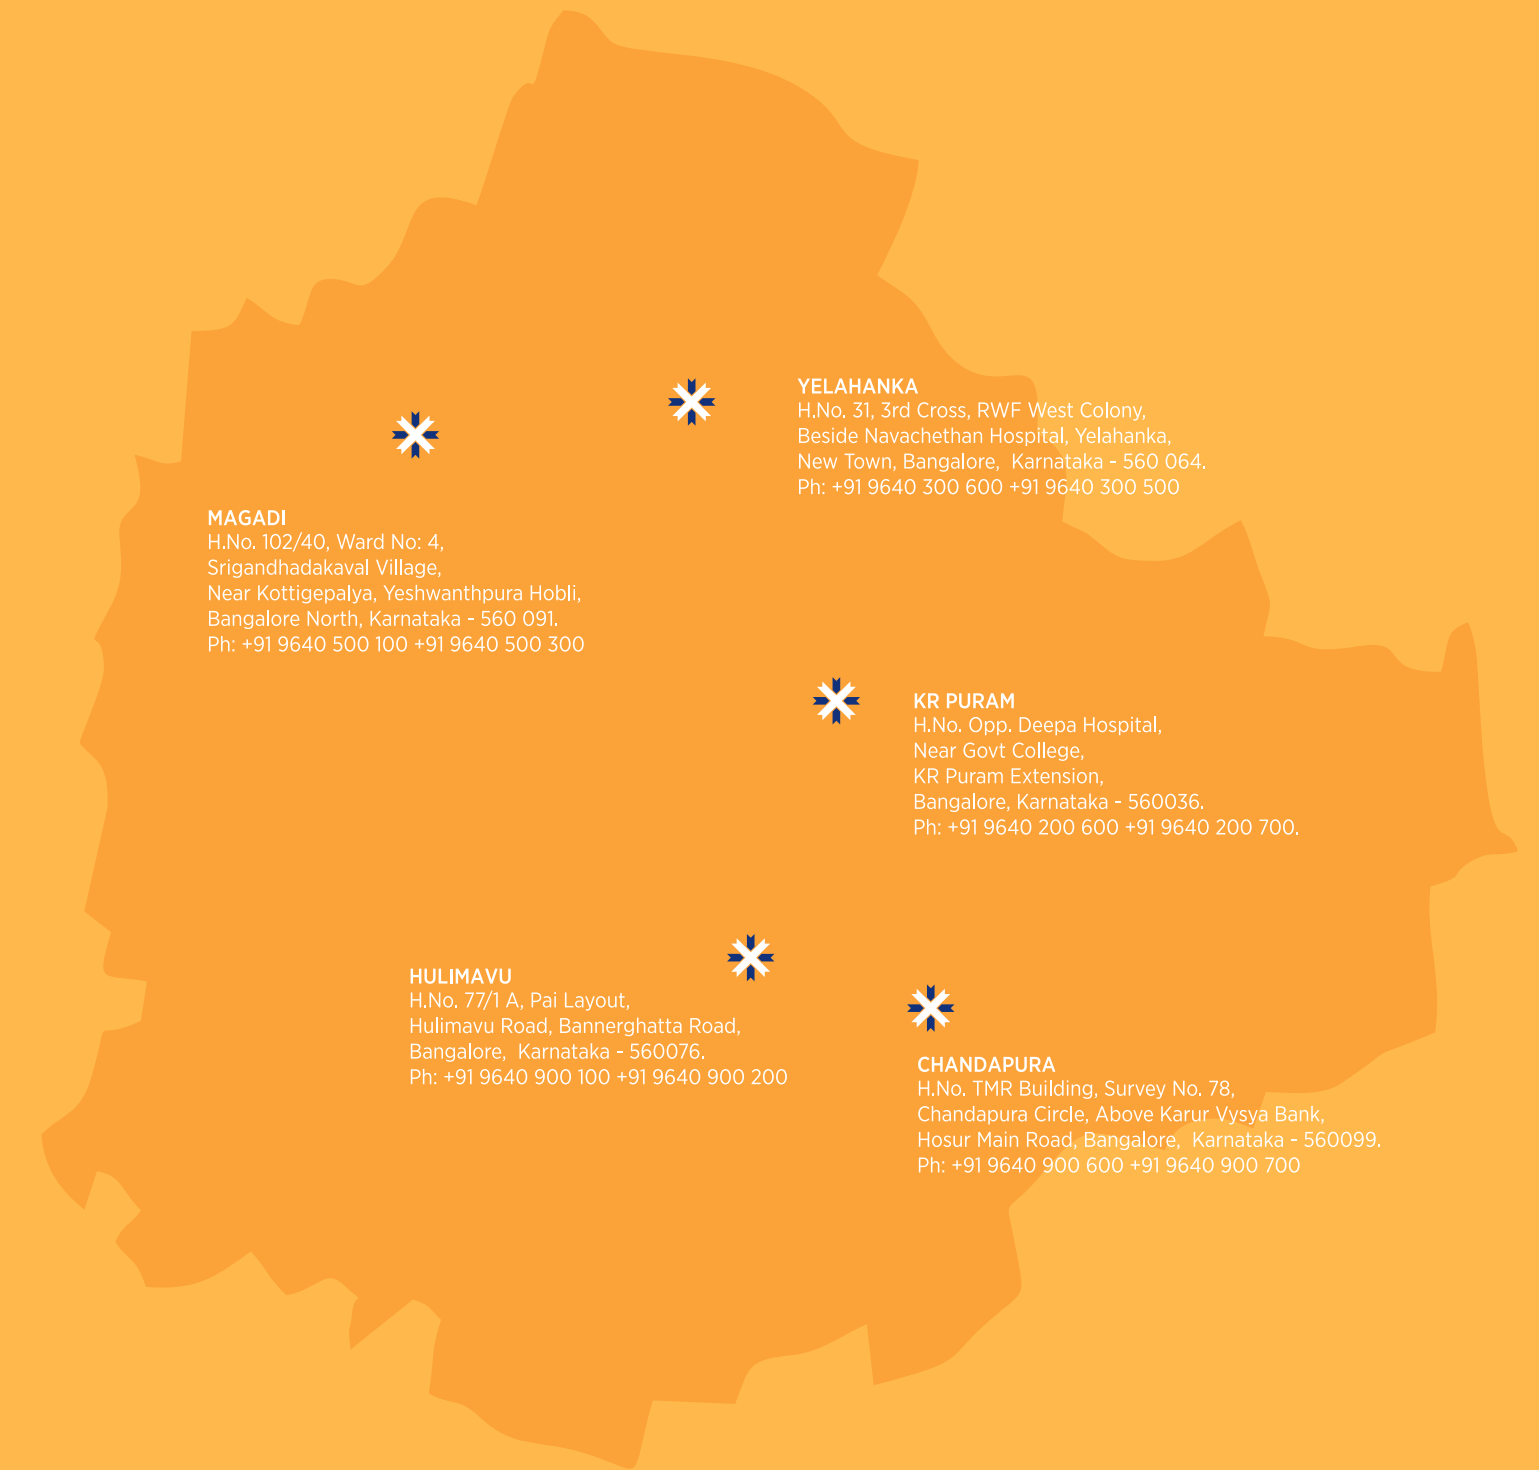 YELAHANKA
H.No. 31, 3rd Cross, RWF West Colony,
Beside Navachethan Hospital, Yelahanka,
New Town, Bangalore, Karnataka - 560 064.
Ph: +91 9640 300 600 +91 9640 300 500
MAGADI
H.No. 102/40, Ward No: 4,
Srigandhadakaval Village,
Near Kottigepalya, Yeshwanthpura Hobli,
Bangalore North, Karnataka - 560 091.
Ph: +91 9640 500 100 +91 9640 500 300
KR PURAM
H.No. Opp. Deepa Hospital,
Near Govt College,
KR Puram Extension,
Bangalore, Karnataka - 560036.
Ph: +91 9640 200 600 +91 9640 200 700.
HULIMAVU
H.No. 77/1 A, Pai Layout,
Hulimavu Road, Bannerghatta Road,
Bangalore, Karnataka - 560076.
Ph: +91 9640 900 100 +91 9640 900 200
CHANDAPURA
H.No. TMR Building, Survey No. 78,
Chandapura Circle, Above Karur Vysya Bank,
Hosur Main Road, Bangalore, Karnataka - 560099.
Ph: +91 9640 900 600 +91 9640 900 700